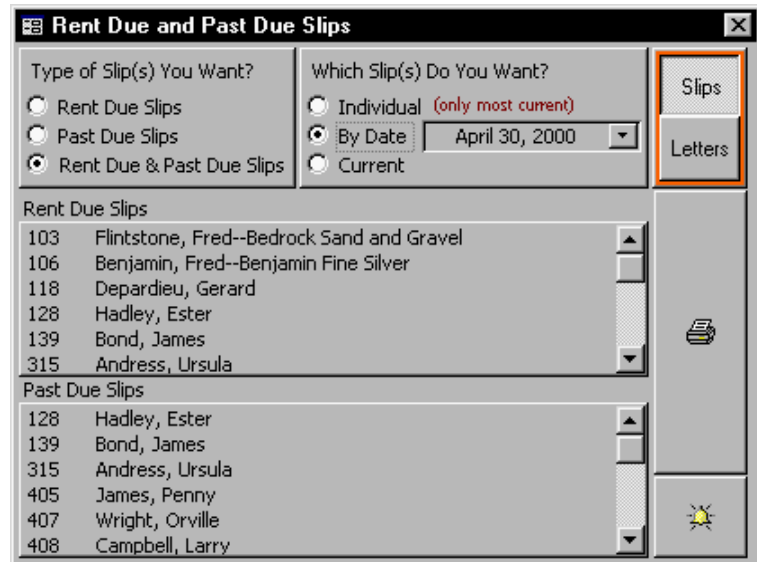 Rent Due and Past Due Slips
Type of Slip(s) You Want?
Rent Due Slips
Past Due Slips
Rent Due & Past Due Slips
Which Slip(s) Do You Want?
Individual (only most current)
By Date April 30, 2000
Current
Slips
Letters
Rent Due Slips
103 Flintstone, Fred--Bedrock Sand and Gravel
106 Benjamin, Fred--Benjamin Fine Silver
118 Depardieu, Gerard
128 Hadley, Ester
139 Bond, James
315 Andress, Ursula
Past Due Slips
128 Hadley, Ester
139 Bond, James
315 Andress, Ursula
405 James, Penny
407 Wright, Orville
408 Campbell, Larry